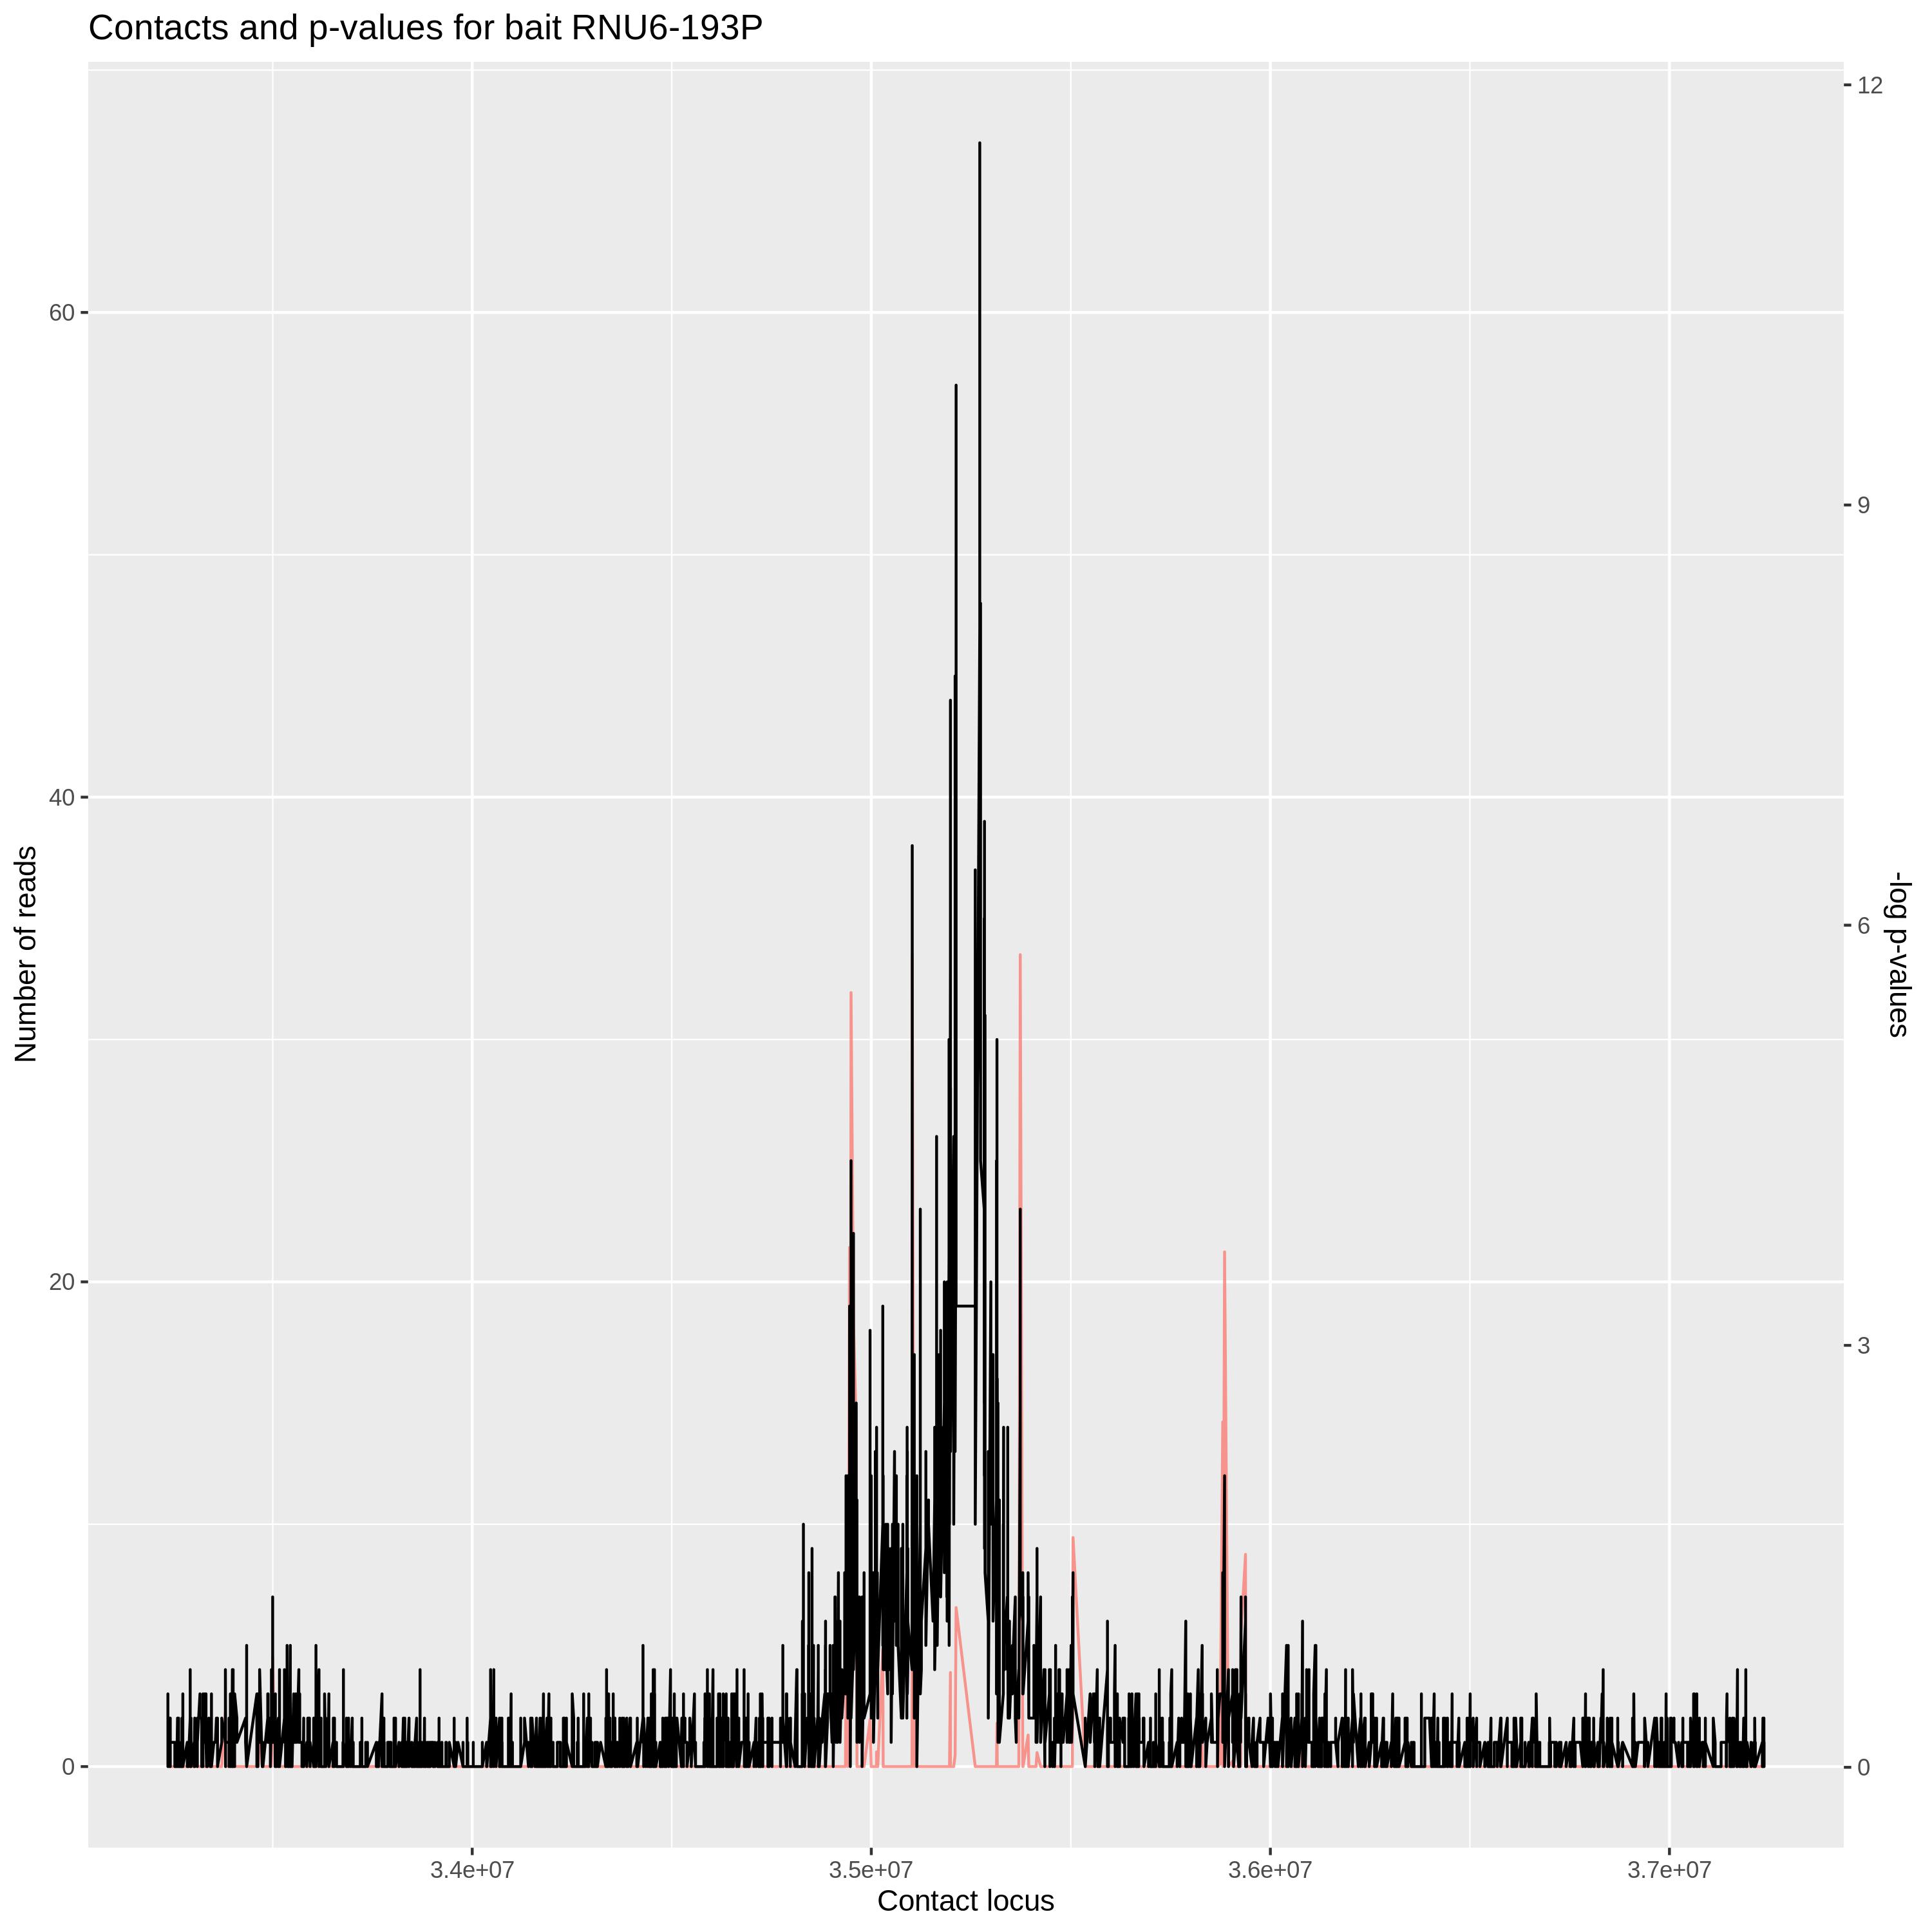 Contacts and p-values for bait RNU6-193P
12
9
6
3
0
-log p-values
60
40
20
0
Number of reads
3.4e+07 3.5e+07 3.6e+07 3.7e+07
Contact locus